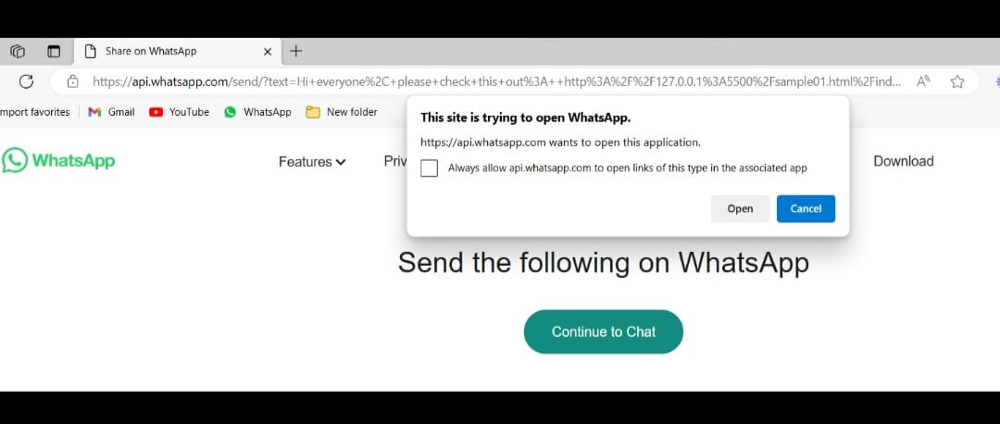 Share on WhatsApp
https://api.whatsapp.com/send/?text=Hi+everyone%2C+please+check+this+out%3A++http%3A%2F%2F127.0.0.1%3A5500%2Fsample01.html%2Find...
mport favorites Gmail YouTube WhatsApp New folder
This site is trying to open WhatsApp.
https://api.whatsapp.com wants to open this application.
Always allow api.whatsapp.com to open links of this type in the associated app
Open Cancel
WhatsApp Features Priv Download
Send the following on WhatsApp
Continue to Chat